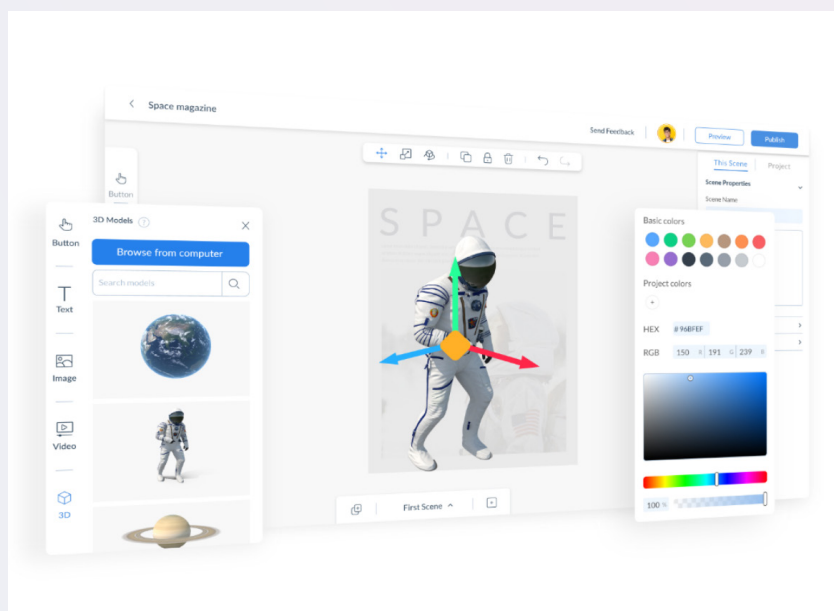 Space magazine
Send Feedback
Preview
Publish
Button
This Scene
Project
Scene Properties
Scene Name
3D Models ?
Browse from computer
Search models
Button
Text
Image
Video
3D
SPACE
First Scene
Basic colors
Project colors
HEX #96BFEF
RGB 150 R 191 G 239 B
100 %